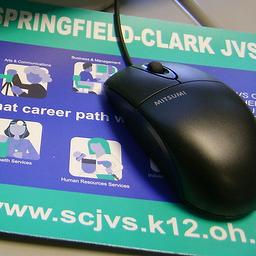 SPRINGFIELD-CLARK JVS
Arts & Communications
Business & Management
MITSUMI
hat career path w
Health Services
Human Resources Services
www.scjvs.k12.oh.